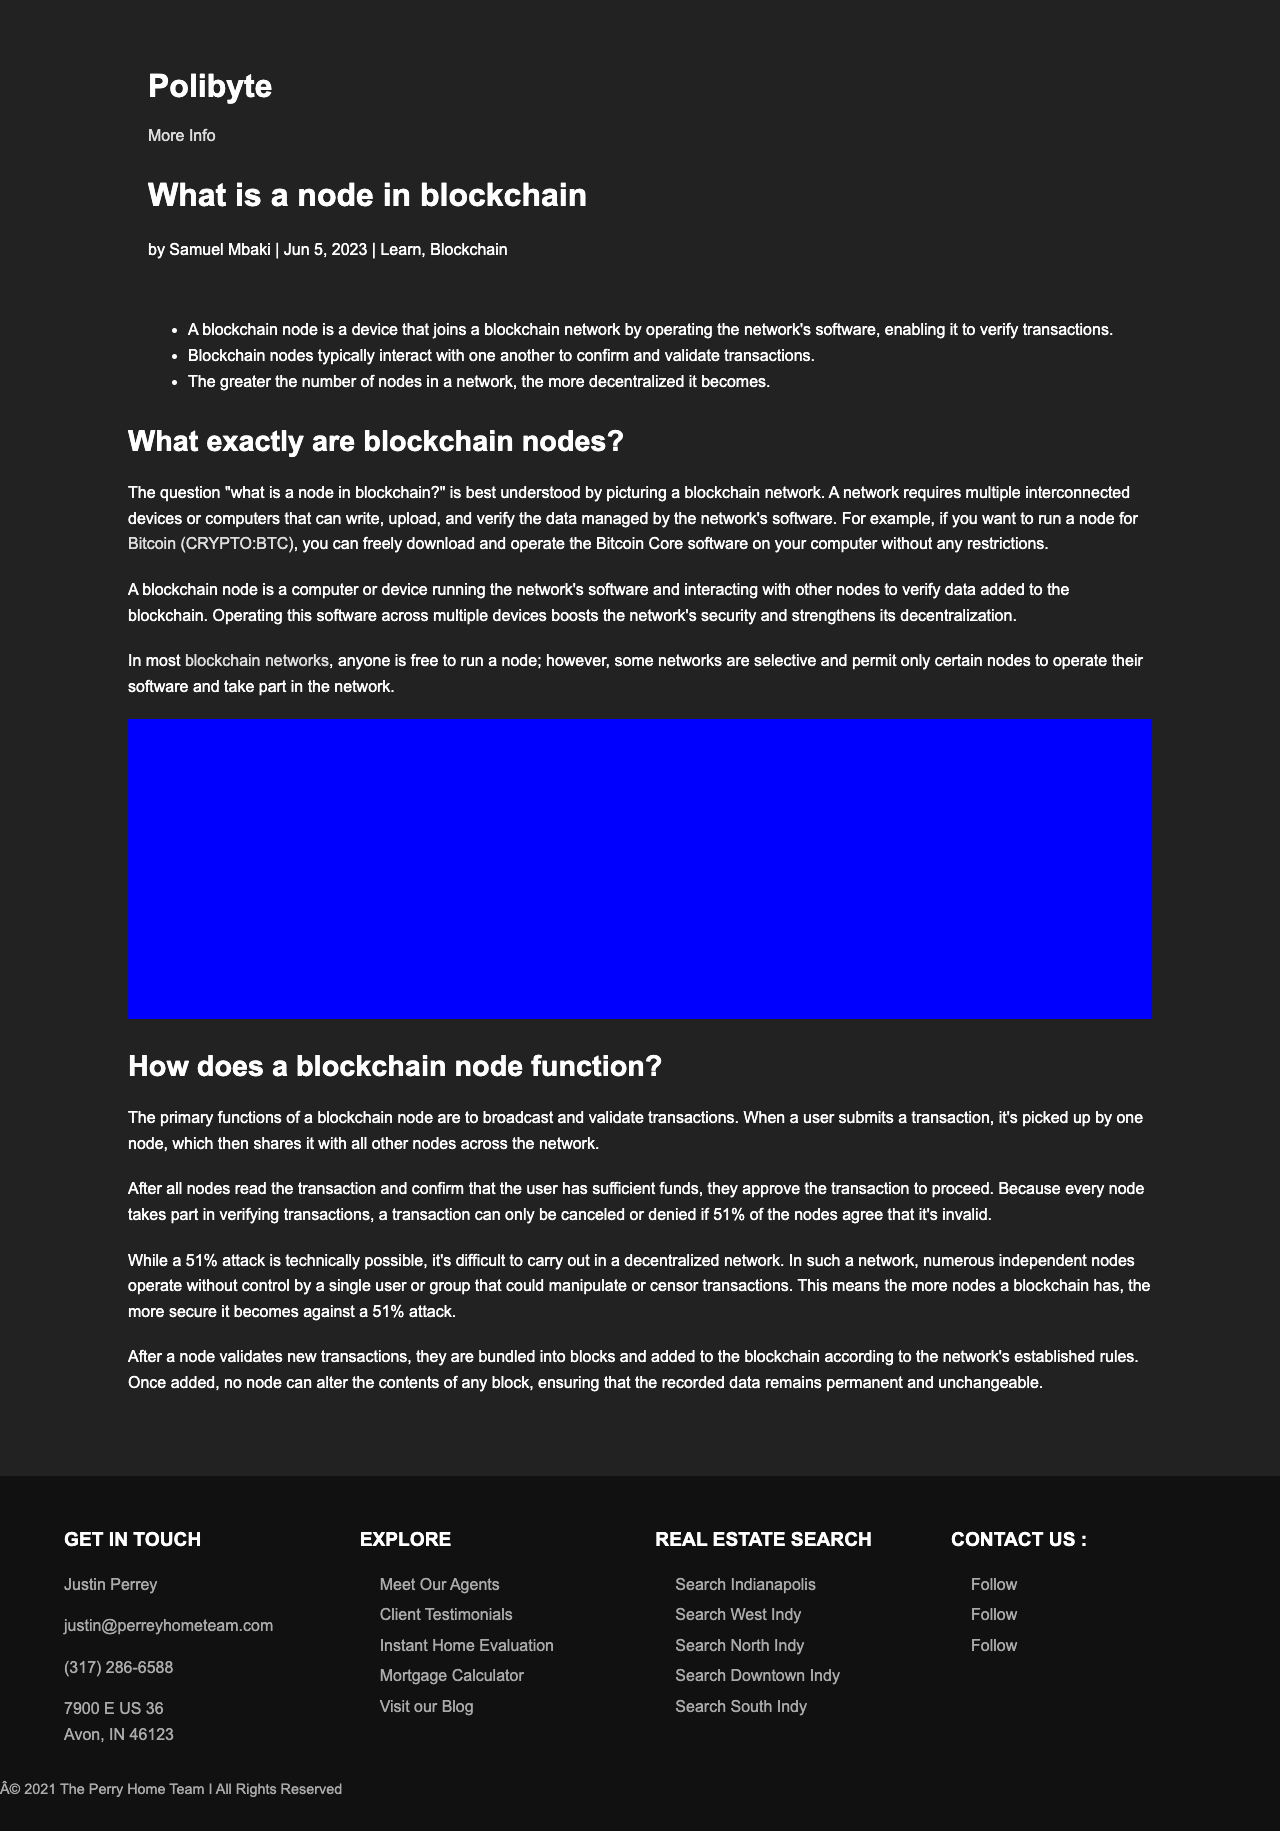 Polibyte
More Info
What is a node in blockchain
by Samuel Mbaki | Jun 5, 2023 | Learn, Blockchain
• A blockchain node is a device that joins a blockchain network by operating the network's software, enabling it to verify transactions.
• Blockchain nodes typically interact with one another to confirm and validate transactions.
• The greater the number of nodes in a network, the more decentralized it becomes.
What exactly are blockchain nodes?
The question "what is a node in blockchain?" is best understood by picturing a blockchain network. A network requires multiple interconnected
devices or computers that can write, upload, and verify the data managed by the network's software. For example, if you want to run a node for
Bitcoin (CRYPTO:BTC), you can freely download and operate the Bitcoin Core software on your computer without any restrictions.
A blockchain node is a computer or device running the network's software and interacting with other nodes to verify data added to the
blockchain. Operating this software across multiple devices boosts the network's security and strengthens its decentralization.
In most blockchain networks, anyone is free to run a node; however, some networks are selective and permit only certain nodes to operate their
software and take part in the network.
How does a blockchain node function?
The primary functions of a blockchain node are to broadcast and validate transactions. When a user submits a transaction, it's picked up by one
node, which then shares it with all other nodes across the network.
After all nodes read the transaction and confirm that the user has sufficient funds, they approve the transaction to proceed. Because every node
takes part in verifying transactions, a transaction can only be canceled or denied if 51% of the nodes agree that it's invalid.
While a 51% attack is technically possible, it's difficult to carry out in a decentralized network. In such a network, numerous independent nodes
operate without control by a single user or group that could manipulate or censor transactions. This means the more nodes a blockchain has, the
more secure it becomes against a 51% attack.
After a node validates new transactions, they are bundled into blocks and added to the blockchain according to the network's established rules.
Once added, no node can alter the contents of any block, ensuring that the recorded data remains permanent and unchangeable.
GET IN TOUCH
Justin Perrey
justin@perreyhometeam.com
(317) 286-6588
7900 E US 36
Avon, IN 46123
EXPLORE
Meet Our Agents
Client Testimonials
Instant Home Evaluation
Mortgage Calculator
Visit our Blog
REAL ESTATE SEARCH
Search Indianapolis
Search West Indy
Search North Indy
Search Downtown Indy
Search South Indy
CONTACT US :
Follow
Follow
Follow
Â© 2021 The Perry Home Team I All Rights Reserved